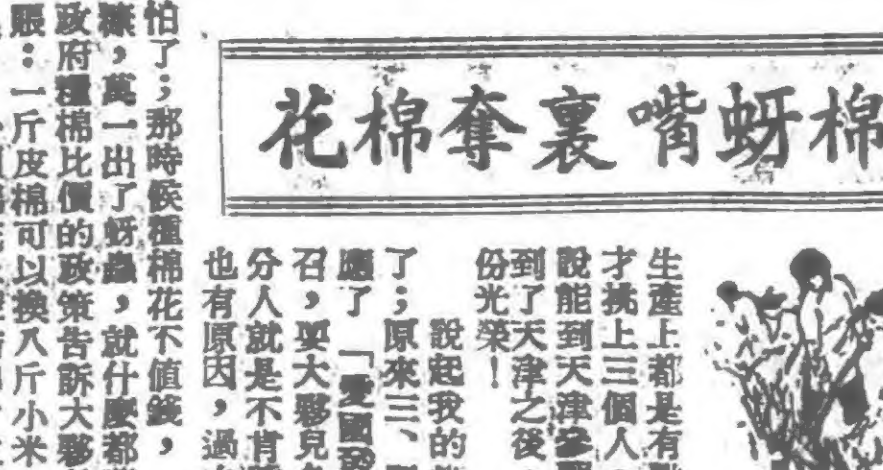 棉蚜嘴裏奪棉花
生產上都是有
才挑上三個人
說能到天津參
到了天津之後
份光榮!
說起我的
了;原來三、
應了「愛國
召,要大夥兒
分人就是不肯
也有原因,過
怕了;那時候種棉花不值錢,
糠,萬一出了蚜蟲,就什麼都
政府種棉比價的政策告訴大夥
賬:一斤皮棉可以換八斤小米